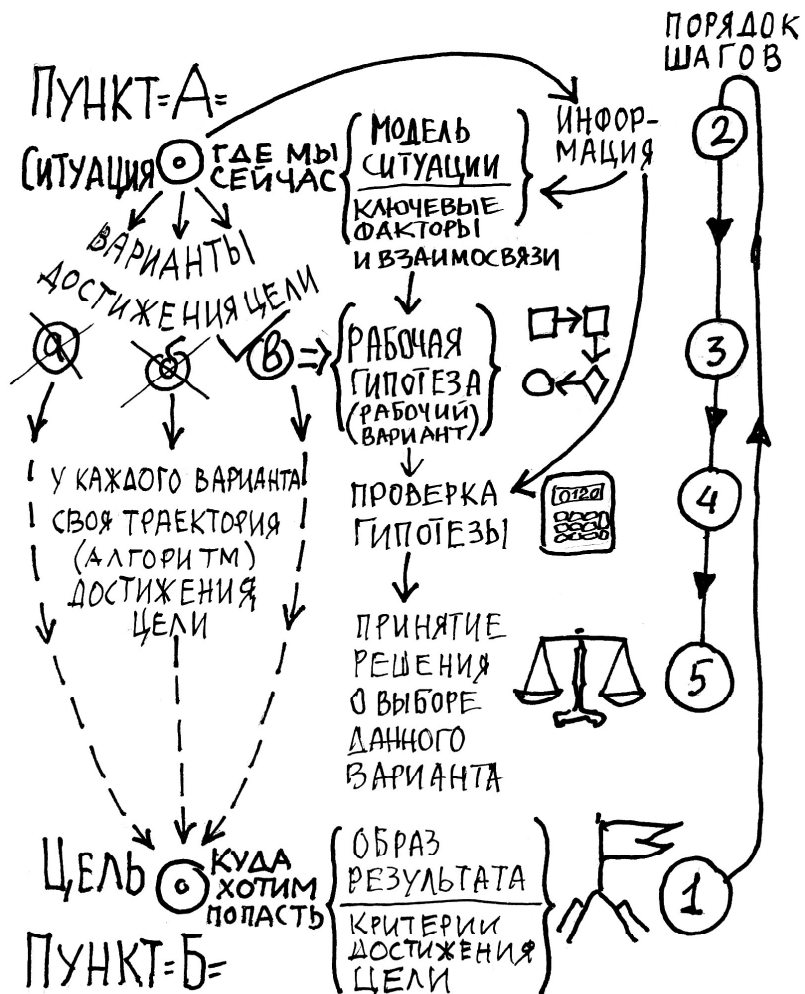 ПОРЯДОК
ШАГОВ
ПУНКТ=А=
СИТУАЦИЯ
ГДЕ МЫ
СЕЙЧАС
МОДЕЛЬ
СИТУАЦИИ
КЛЮЧЕВЫЕ
ФАКТОРЫ
И ВЗАИМОСВЯЗИ
ИНФОР-
МАЦИЯ
2
ВАРИАНТЫ
ДОСТИЖЕНИЯ ЦЕЛИ
а
б
в
РАБОЧАЯ
ГИПОТЕЗА
(РАБОЧИЙ
ВАРИАНТ)
3
У КАЖДОГО ВАРИАНТА
СВОЯ ТРАЕКТОРИЯ
(АЛГОРИТМ)
ДОСТИЖЕНИЯ
ЦЕЛИ
ПРОВЕРКА
ГИПОТЕЗЫ
0120
4
ПРИНЯТИЕ
РЕШЕНИЯ
О ВЫБОРЕ
ДАННОГО
ВАРИАНТА
5
ЦЕЛЬ
КУДА
ХОТИМ
ПОПАСТЬ
ОБРАЗ
РЕЗУЛЬТАТА
КРИТЕРИИ
ДОСТИЖЕНИЯ
ЦЕЛИ
1
ПУНКТ=Б=